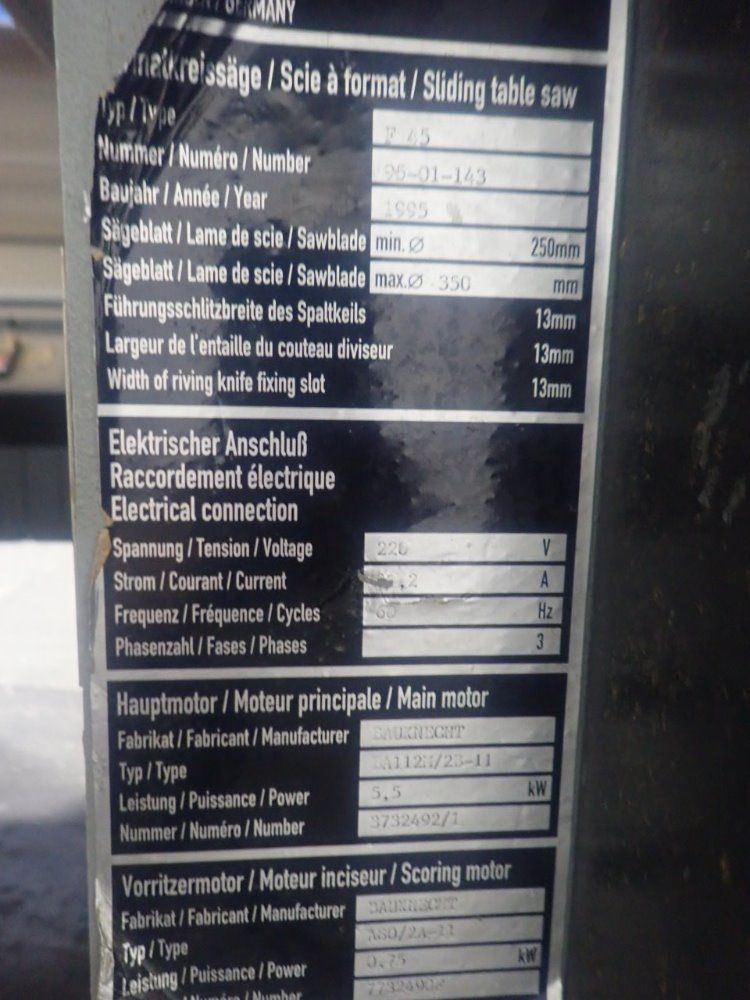 / GERMANY
/ Scie à format / Sliding table saw
Typ / Type F 45
Nummer / Numéro / Number 95-01-143
Baujahr / Année / Year 1995
Sägeblatt / Lame de scie / Sawblade min. Ø 250mm
Sägeblatt / Lame de scie / Sawblade max. Ø 350 mm
Führungsschlitzbreite des Spaltkeils 13mm
Largeur de l'entaille du couteau diviseur 13mm
Width of riving knife fixing slot 13mm
Elektrischer Anschluß
Raccordement électrique
Electrical connection
Spannung / Tension / Voltage 220 V
Strom / Courant / Current A
Frequenz / Fréquence / Cycles 60 Hz
Phasenzahl / Fases / Phases 3
Hauptmotor / Moteur principale / Main motor
Fabrikat / Fabricant / Manufacturer BAUKNECHT
Typ / Type
Leistung / Puissance / Power 5,5 kW
Nummer / Numéro / Number 3732492/1
Vorritzermotor / Moteur inciseur / Scoring motor
Fabrikat / Fabricant / Manufacturer BAUKNECHT
Typ / Type
Leistung / Puissance / Power 0,75 kW
/ Numéro / Number